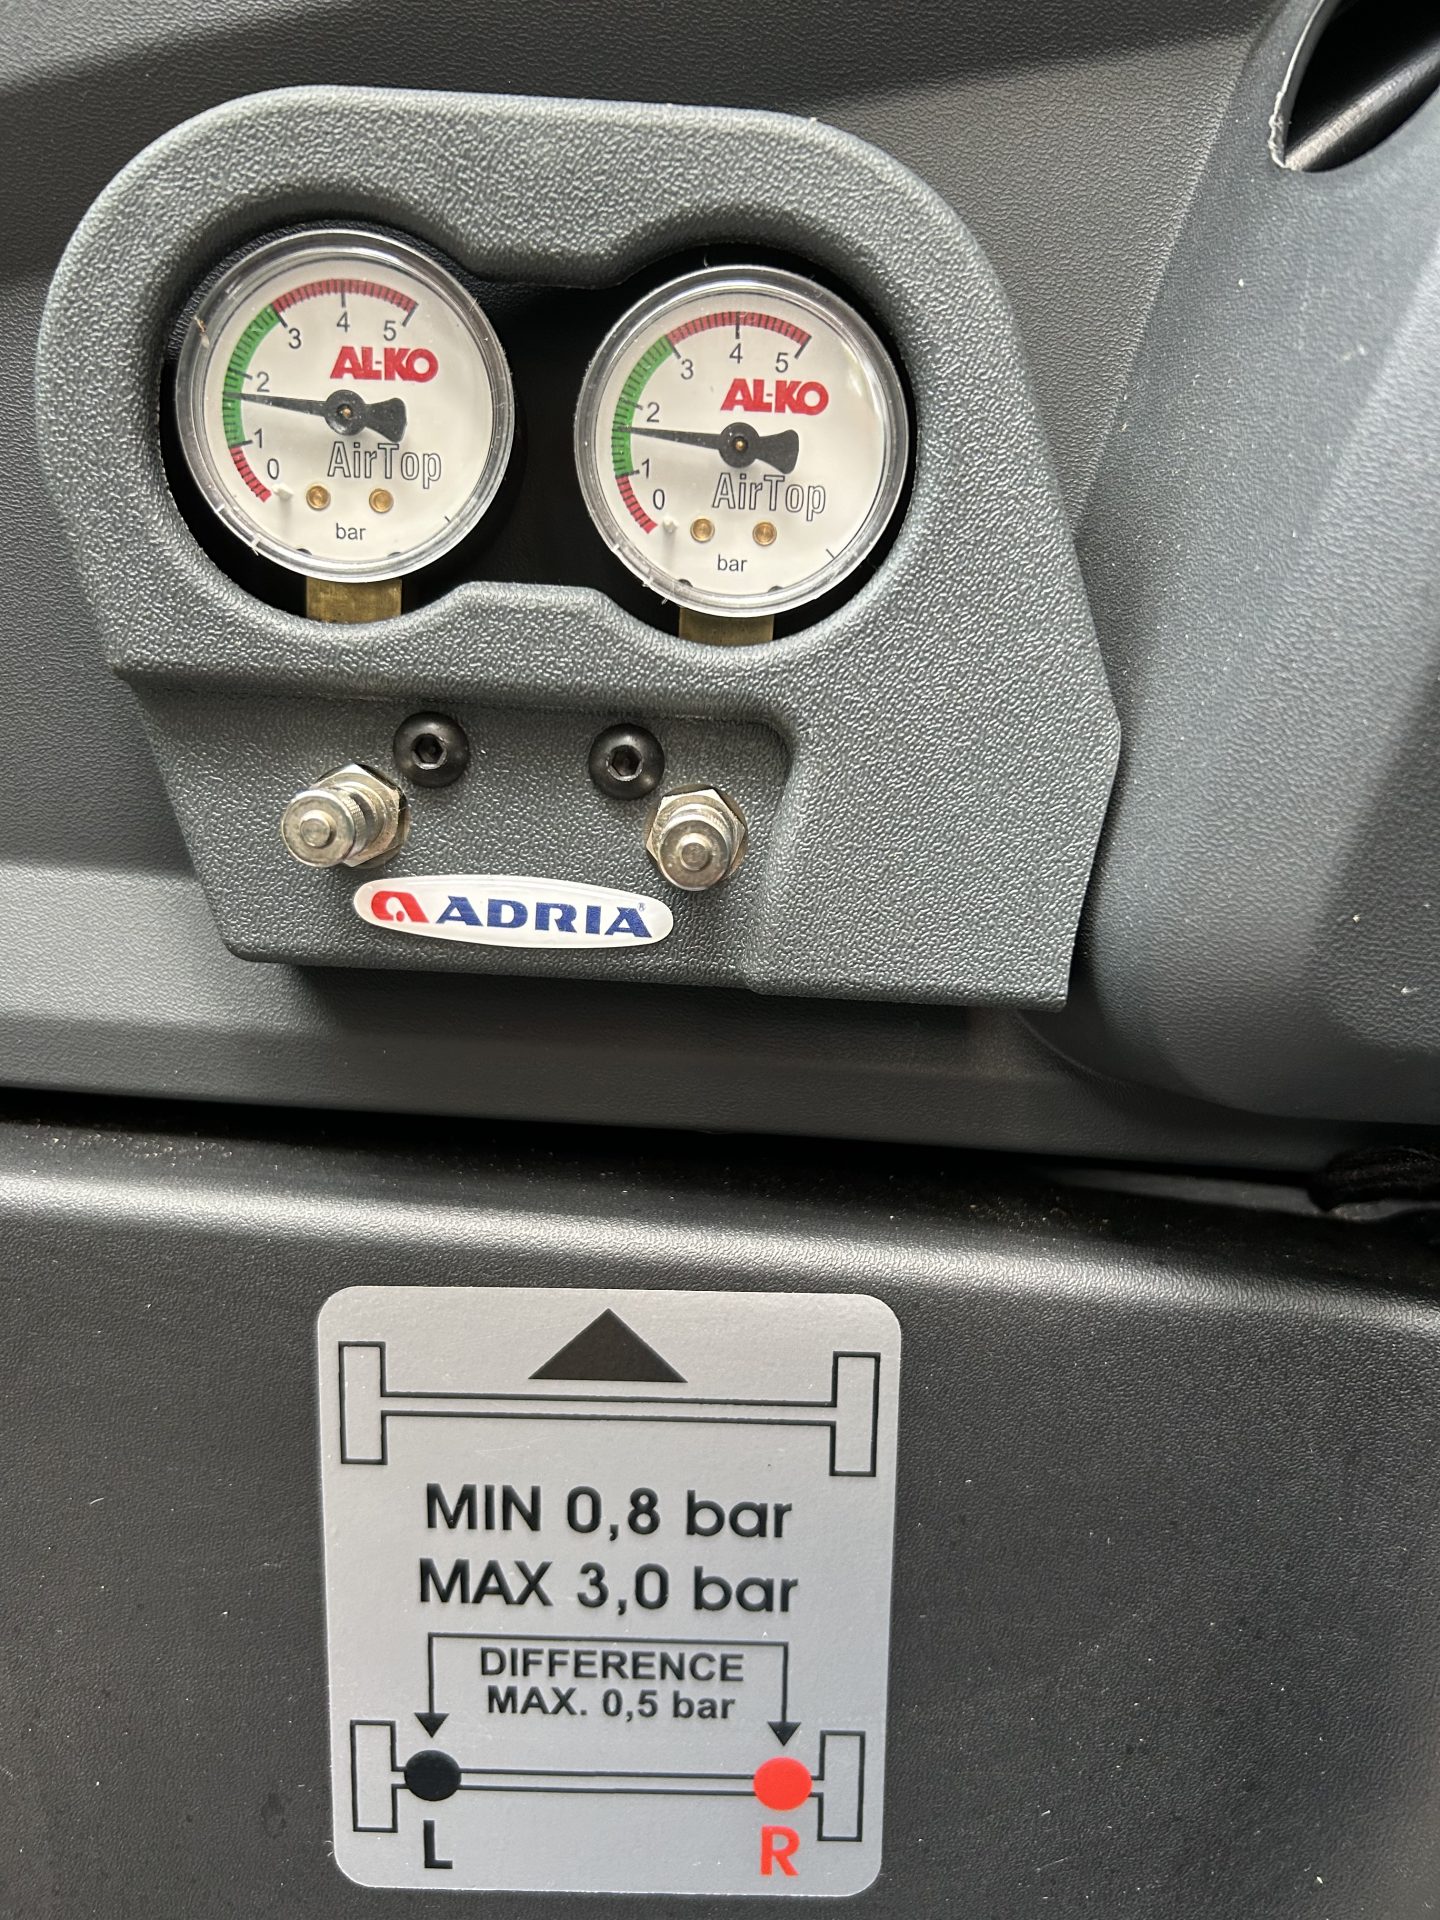 0 1 2 3 4 5
AL-KO
AirTop
bar
0 1 2 3 4 5
AL-KO
AirTop
bar
ADRIA®
MIN 0,8 bar
MAX 3,0 bar
DIFFERENCE
MAX. 0,5 bar
L R